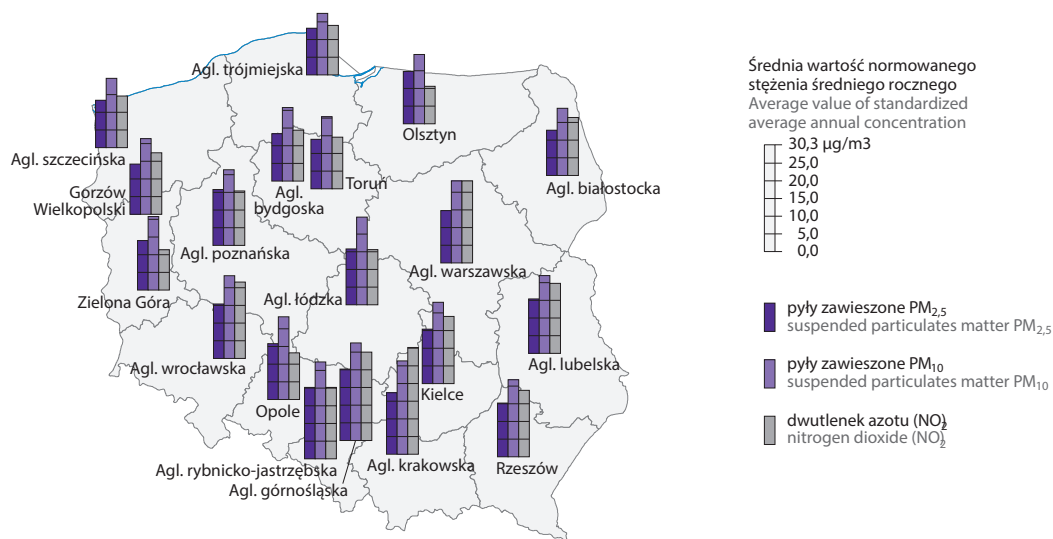 Agl. trójmiejska
Olsztyn
Agl. szczecińska
Agl. białostocka
Toruń
Agl.
bydgoska
Gorzów
Wielkopolski
Agl. poznańska
Agl. warszawska
Zielona Góra
Agl. łódzka
Agl. wrocławska
Agl. lubelska
Opole
Kielce
Agl. rybnicko-jastrzębska
Agl. górnośląska
Agl. krakowska
Rzeszów
Średnia wartość normowanego
stężenia średniego rocznego
Average value of standardized
average annual concentration
30,3 µg/m3
25,0
20,0
15,0
10,0
5,0
0,0
pyły zawieszone PM2,5
suspended particulates matter PM2,5
pyły zawieszone PM10
suspended particulates matter PM10
dwutlenek azotu (NO2)
nitrogen dioxide (NO2)